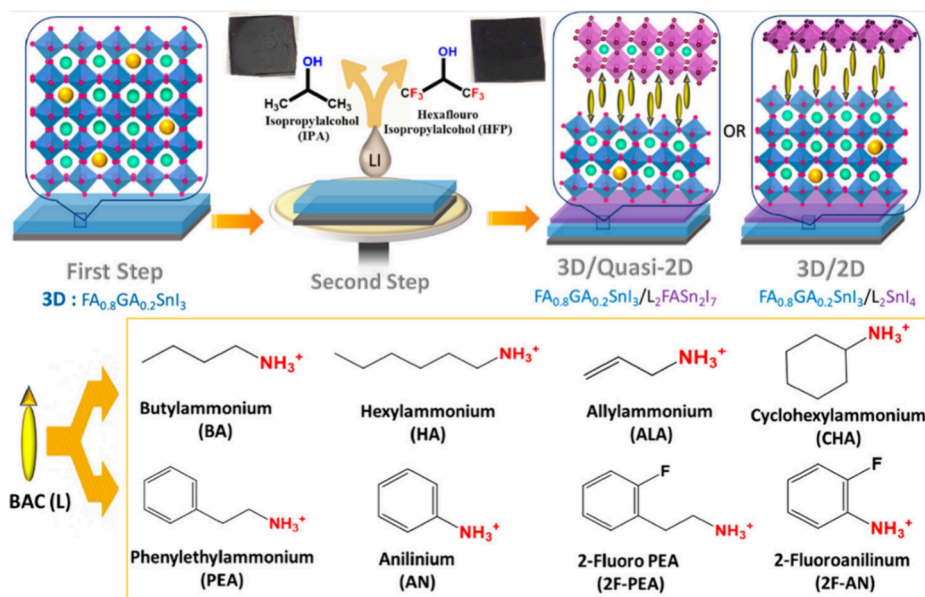 OH
H₃C
CH₃
Isopropylalcohol
(IPA)
OH
CF₃
CF₃
Hexaflouro
Isopropylalcohol (HFP)
LI
OR
First Step
3D : FA₀.₈GA₀.₂SnI₃
Second Step
3D/Quasi-2D
FA₀.₈GA₀.₂SnI₃/L₂FASn₂I₇
3D/2D
FA₀.₈GA₀.₂SnI₃/L₂SnI₄
BAC (L)
NH₃⁺
Butylammonium
(BA)
NH₃⁺
Hexylammonium
(HA)
NH₃⁺
Allylammonium
(ALA)
NH₃⁺
Cyclohexylammonium
(CHA)
NH₃⁺
Phenylethylammonium
(PEA)
NH₃⁺
Anilinium
(AN)
F
NH₃⁺
2-Fluoro PEA
(2F-PEA)
F
NH₃⁺
2-Fluoroanilinum
(2F-AN)